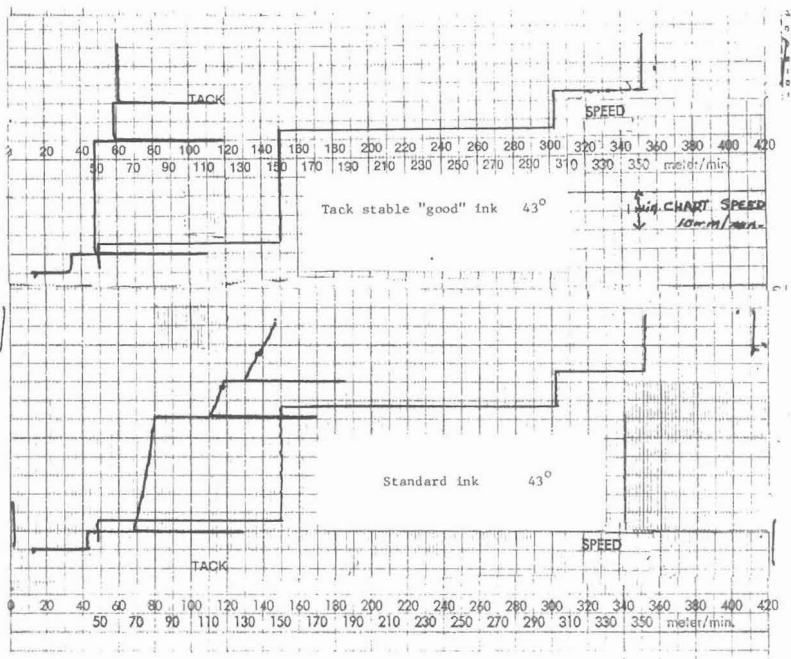 TACK
SPEED
20 40 60 80 100 120 140 160 180 200 220 240 260 280 300 320 340 360 380 400 420
50 70 90 110 130 150 170 190 210 230 250 270 290 310 330 350 meter/min.
Tack stable "good" ink 43°
CHART SPEED
10mm/min.
Standard ink 43°
SPEED
TACK
0 20 40 60 80 100 120 140 160 180 200 220 240 260 280 300 320 340 360 380 400 420
50 70 90 110 130 150 170 190 210 230 250 270 290 310 330 350 meter/min.